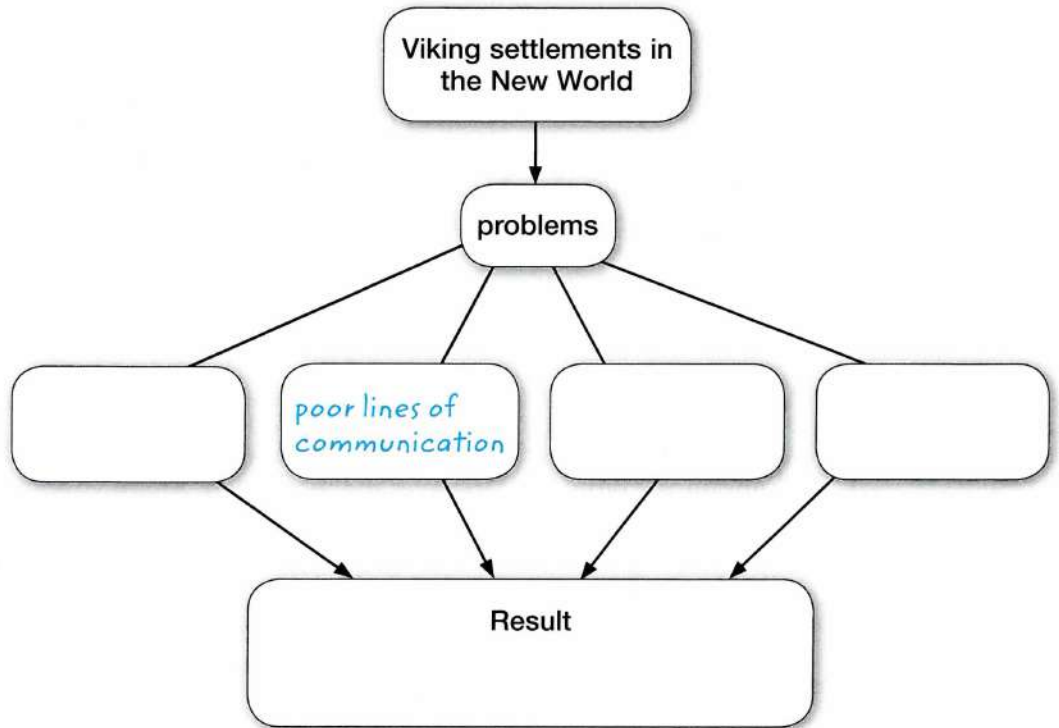 Viking settlements in
the New World
problems
poor lines of
communication
Result